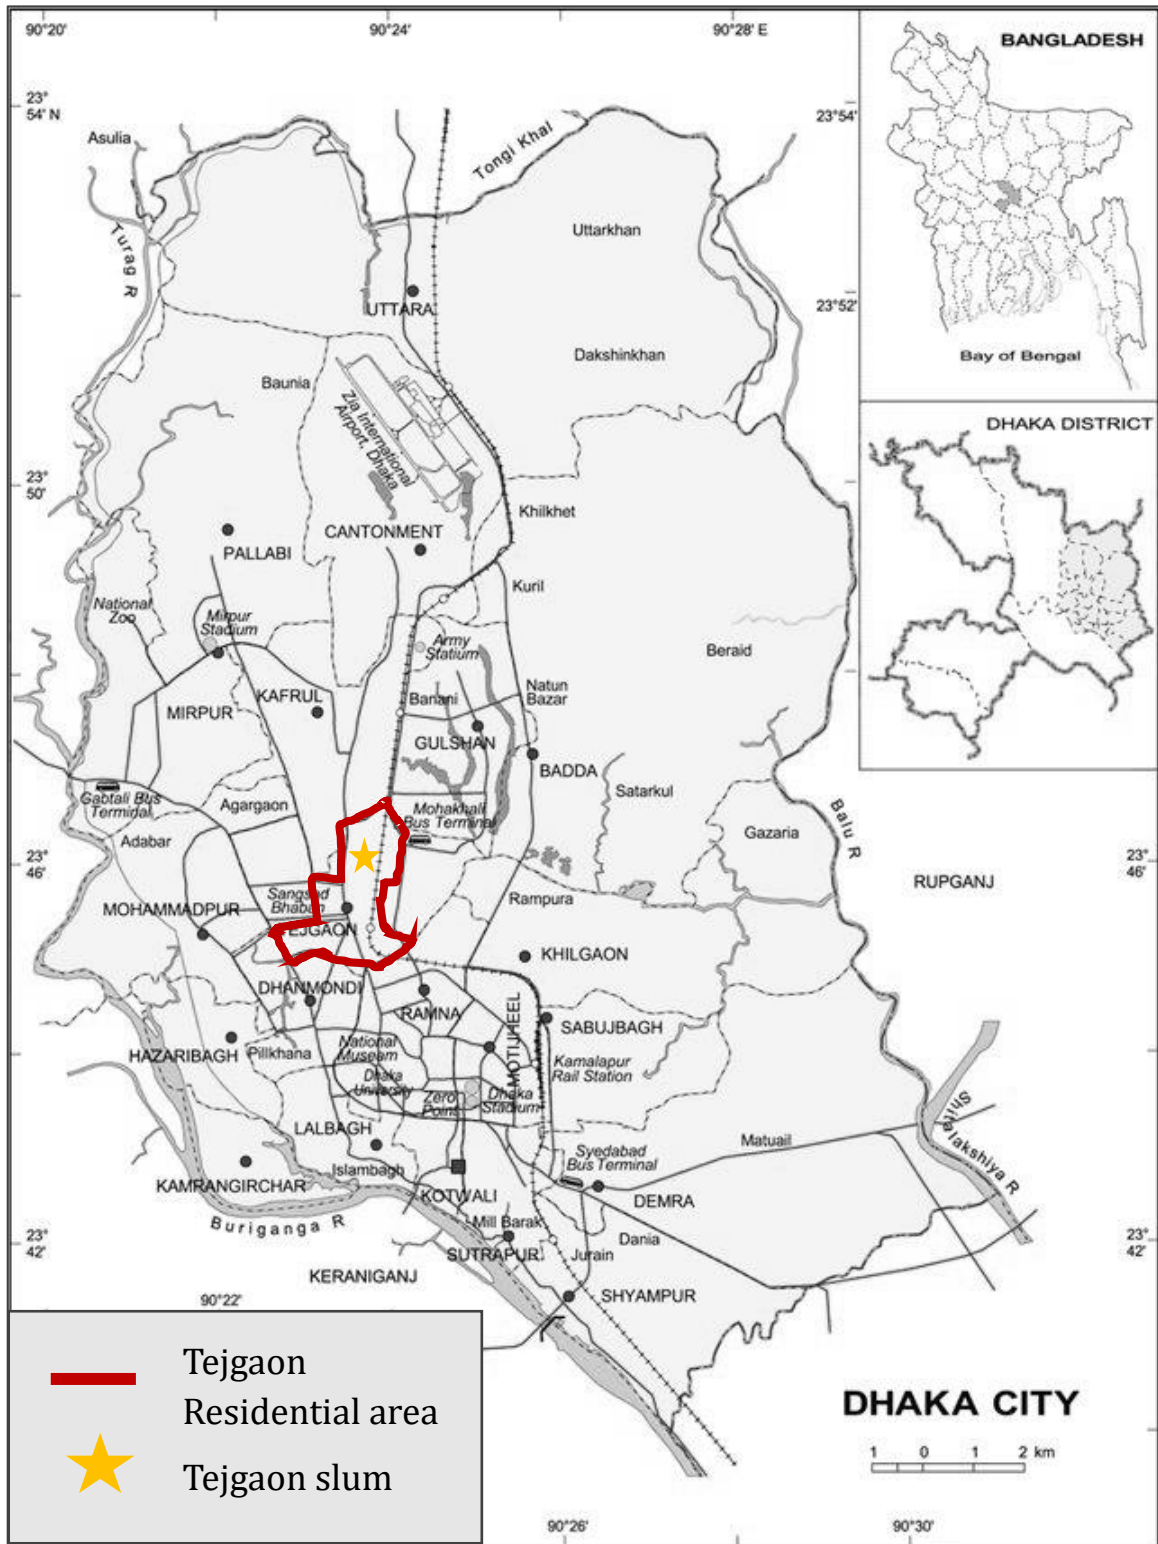 90°20'
90°24'
90°28' E
BANGLADESH
23°
54' N
23°54'
Asulia
Tongi Khal
Turag R
Uttarkhan
23°52'
UTTARA
Dakshinkhan
Bay of Bengal
Baunia
Zia International
Airport, Dhaka
DHAKA DISTRICT
23°
50'
Khilkhet
CANTONMENT
PALLABI
Kuril
National
Zoo
Mirpur
Stadium
Army
Statium
Beraid
Natun
Bazar
KAFRUL
Banani
MIRPUR
GULSHAN
BADDA
Gabtali Bus
Terminal
Agargaon
Mohakhali
Bus Terminal
Satarkul
Balu R
Gazaria
Adabar
23°
46'
RUPGANJ
23°
46'
Sangsad
Bhaban
Rampura
MOHAMMADPUR
TEJGAON
KHILGAON
DHANMONDI
RAMNA
MOTIJHEEL
SABUJBAGH
HAZARIBAGH
Pillkhana
National
Museam
Kamalapur
Rail Station
Dhaka
University
Zero
Point
Dhaka
Stadium
LALBAGH
Matuail
Shitalakshiya R
Islambagh
Syedabad
Bus Terminal
KAMRANGIRCHAR
KOTWALI
DEMRA
Buriganga R
Mill Barak
Dania
23°
42'
SUTRAPUR
Jurain
23°
42'
KERANIGANJ
SHYAMPUR
90°22'
Tejgaon
Residential area
Tejgaon slum
DHAKA CITY
1 0 1 2 km
90°26'
90°30'